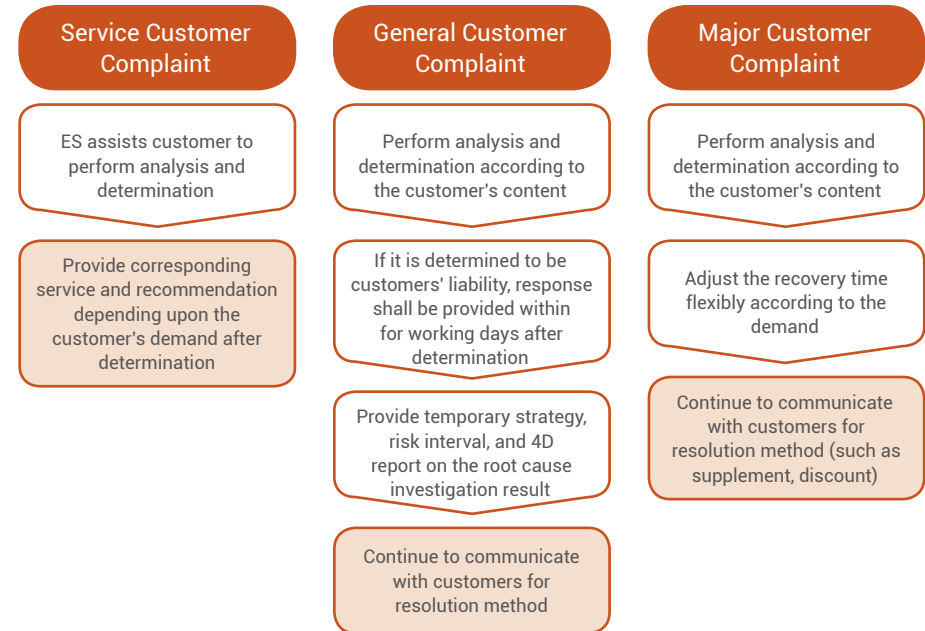 Service Customer
Complaint
ES assists customer to
perform analysis and
determination
Provide corresponding
service and recommendation
depending upon the
customer's demand after
determination
General Customer
Complaint
Perform analysis and
determination according to
the customer's content
If it is determined to be
customers' liability, response
shall be provided within
for working days after
determination
Provide temporary strategy,
risk interval, and 4D
report on the root cause
investigation result
Continue to communicate
with customers for
resolution method
Major Customer
Complaint
Perform analysis and
determination according to
the customer's content
Adjust the recovery time
flexibly according to the
demand
Continue to communicate
with customers for
resolution method (such as
supplement, discount)